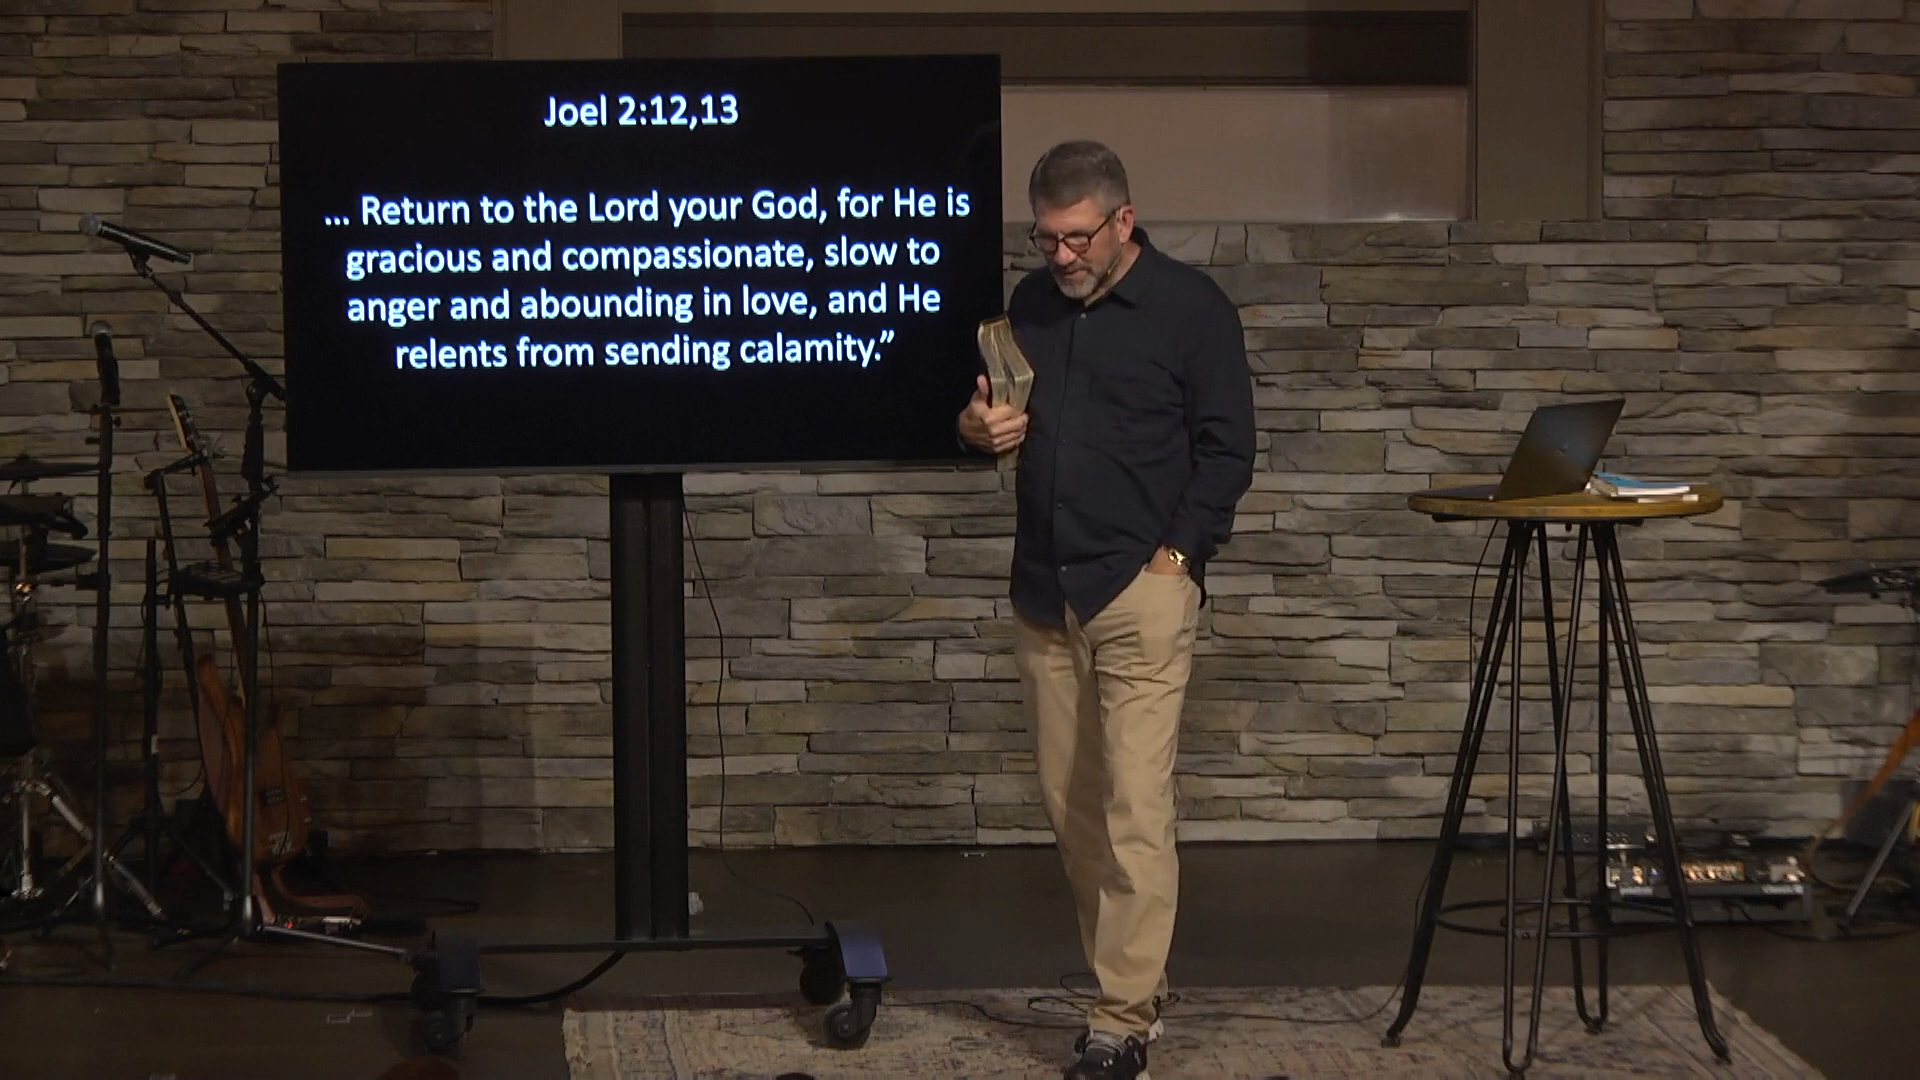 Joel 2:12,13
... Return to the Lord your God, for He is
gracious and compassionate, slow to
anger and abounding in love, and He
relents from sending calamity.”